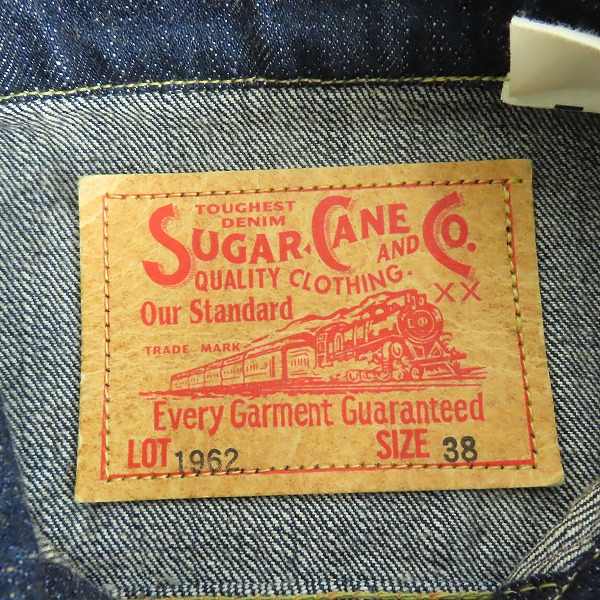 TOUGHEST
DENIM
SUGAR CANE AND CO.
QUALITY CLOTHING.
Our Standard
XX
TRADE MARK
Every Garment Guaranteed
LOT 1962 SIZE 38